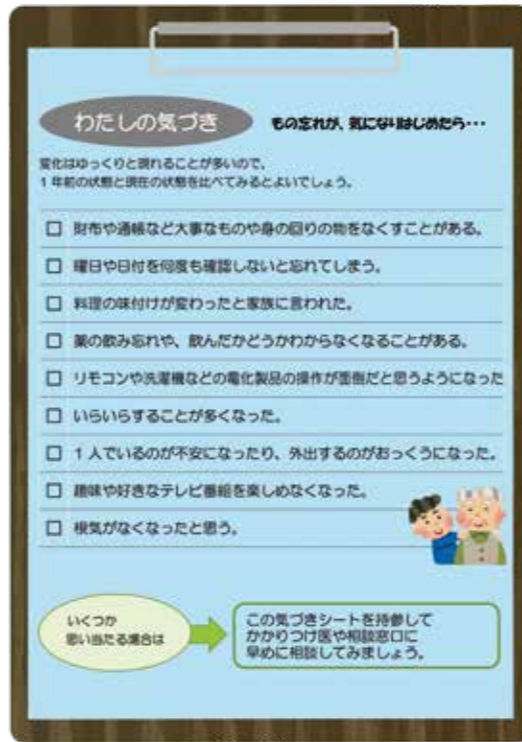 わたしの気づき
もの忘れが、気になりはじめたら・・・
変化はゆっくりと現れることが多いので、
1年前の状態と現在の状態を比べてみるとよいでしょう。
□ 財布や通帳など大事なものや身の回りの物をなくすことがある。
□ 曜日や日付を何度も確認しないと忘れてしまう。
□ 料理の味付けが変わったと家族に言われた。
□ 薬の飲み忘れや、飲んだかどうかわからなくなることがある。
□ リモコンや洗濯機などの電化製品の操作が面倒だと思うようになった
□ いらいらすることが多くなった。
□ 1人でいるのが不安になったり、外出するのがおっくうになった。
□ 趣味や好きなテレビ番組を楽しめなくなった。
□ 根気がなくなったと思う。
いくつか
思い当たる場合は
この気づきシートを持参して
かかりつけ医や相談窓口に
早めに相談してみましょう。